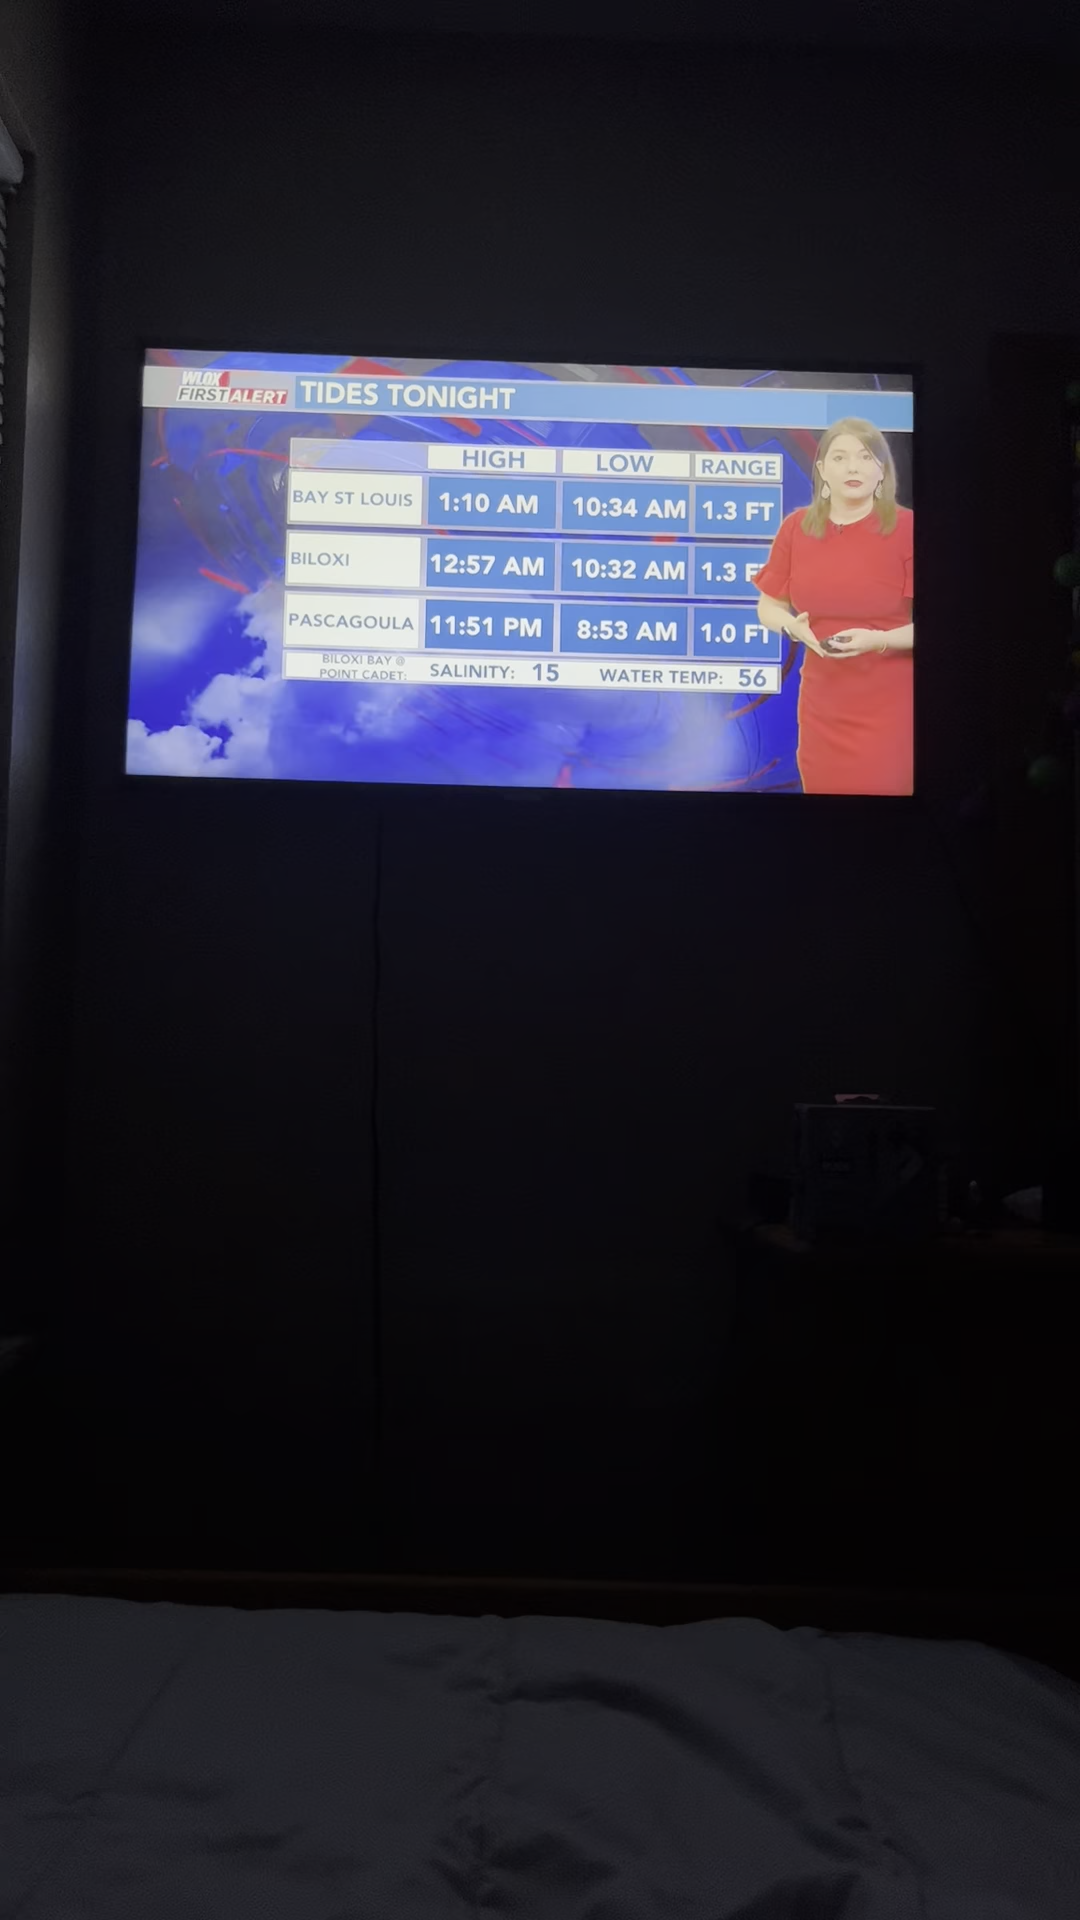 WLOX
FIRST ALERT TIDES TONIGHT
HIGH LOW RANGE
BAY ST LOUIS 1:10 AM 10:34 AM 1.3 FT
BILOXI 12:57 AM 10:32 AM 1.3 F
PASCAGOULA 11:51 PM 8:53 AM 1.0 FT
BILOXI BAY @
POINT CADET: SALINITY: 15 WATER TEMP: 56